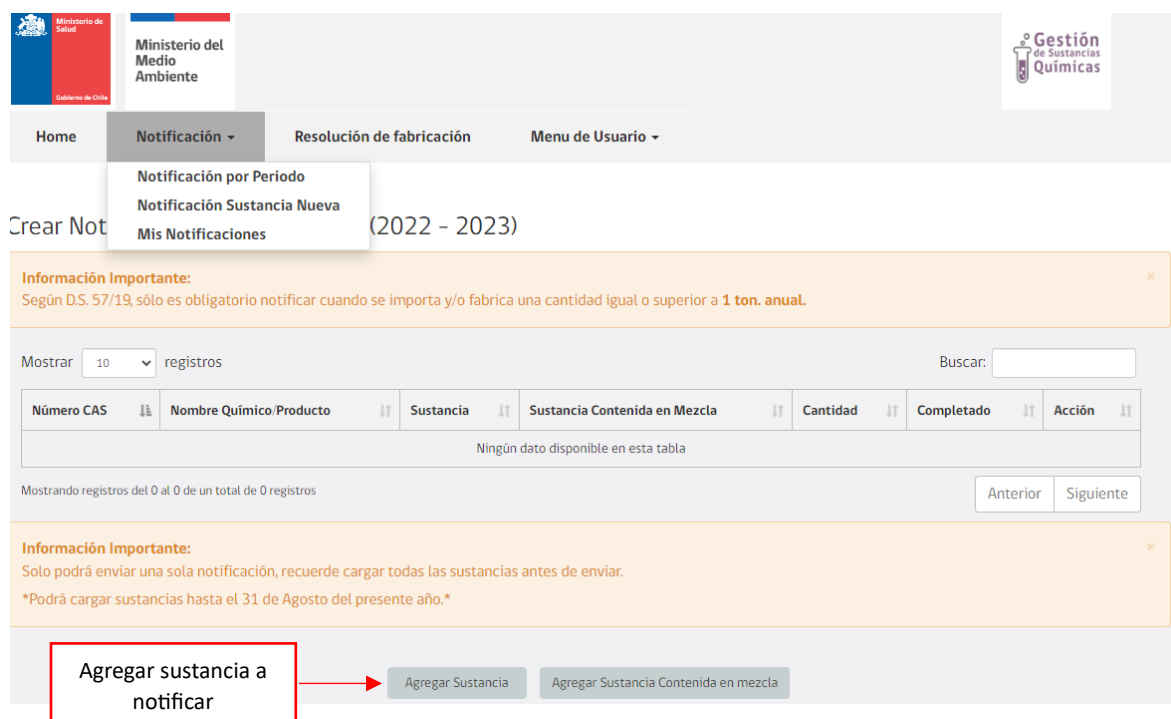 Ministerio de
Salud
Gobierno de Chile
Ministerio del
Medio
Ambiente
Gestión
de Sustancias
Químicas
Home Notificación Resolución de fabricación Menu de Usuario
Notificación por Periodo
Notificación Sustancia Nueva
Mis Notificaciones
Crear Not (2022 - 2023)
Información Importante: ×
Según D.S. 57/19, sólo es obligatorio notificar cuando se importa y/o fabrica una cantidad igual o superior a 1 ton. anual.
Mostrar 10 registros Buscar:
Número CAS Nombre Químico/Producto Sustancia Sustancia Contenida en Mezcla Cantidad Completado Acción
Ningún dato disponible en esta tabla
Mostrando registros del 0 al 0 de un total de 0 registros
Anterior Siguiente
Información Importante: ×
Solo podrá enviar una sola notificación, recuerde cargar todas las sustancias antes de enviar.
*Podrá cargar sustancias hasta el 31 de Agosto del presente año.*
Agregar sustancia a
notificar
Agregar Sustancia Agregar Sustancia Contenida en mezcla